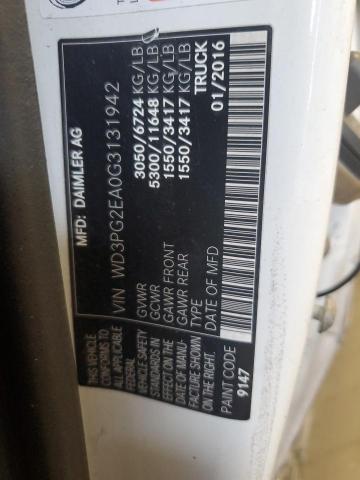 MFD: DAIMLER AG
VIN WD3PG2EA0G3131942
GVWR 3050/6724 KG/LB
GCWR 5300/11648 KG/LB
GAWR FRONT 1550/3417 KG/LB
GAWR REAR 1550/3417 KG/LB
TYPE TRUCK
DATE OF MFD 01/2016
THIS VEHICLE
CONFORMS TO
ALL APPLICABLE
FEDERAL
VEHICLE SAFETY
STANDARDS IN
EFFECT ON THE
DATE OF MANU-
FACTURE SHOWN
ON THE RIGHT.
PAINT CODE
9147